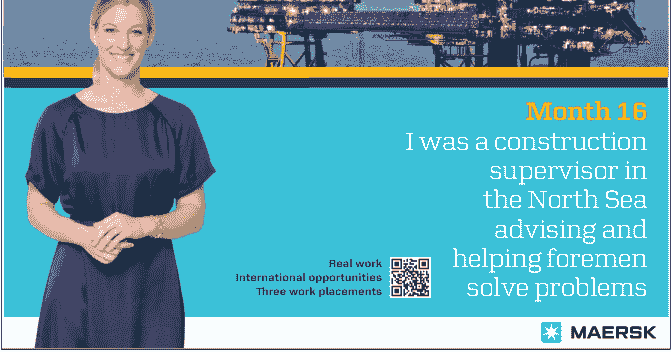 Month 16
I was a construction
supervisor in
the North Sea
advising and
helping foremen
solve problems
Real work
International opportunities
Three work placements
MAERSK